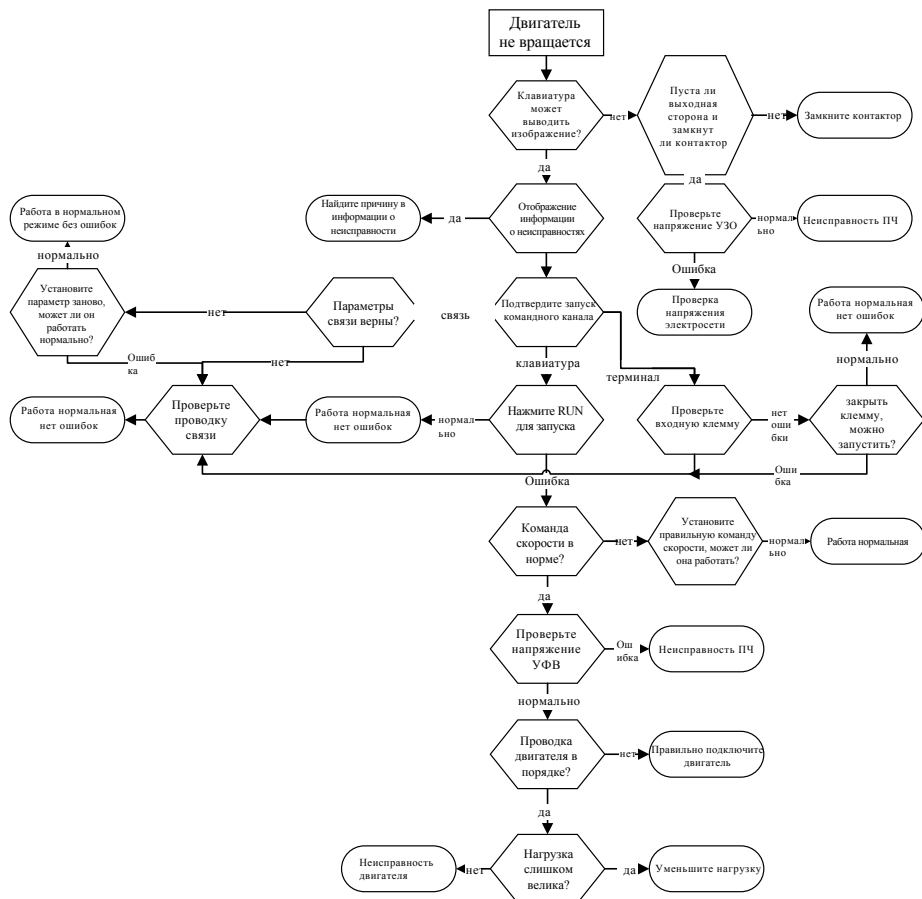 Двигатель
не вращается
Клавиатура
может
выводить
изображение?
нет
Пуста ли
выходная
сторона и
замкнут
ли контактор
нет
Замкните контактор
да
да
Работа в нормальном
режиме без ошибок
Найдите причину в
информации о
неисправности
да
Отображение
информации
о неисправностях
Проверьте
напряжение УЗО
нормал
ьно
Неисправность ПЧ
нормально
Ошибка
Установите
параметр заново,
может ли он
работать
нормально?
нет
Параметры
связи верны?
связь
Подтвердите запуск
командного канала
Проверка
напряжения
электросети
Работа нормальная
нет ошибок
Ошиб
ка
нет
клавиатура
терминал
нормально
Работа нормальная
нет ошибок
Проверьте
проводку
связи
Работа нормальная
нет ошибок
нормал
ьно
Нажмите RUN
для запуска
Проверьте
входную клемму
нет
оши
бки
закрыть
клемму,
можно
запустить?
Ошибка
Оши
бка
Команда
скорости в
норме?
нет
Установите
правильную команду
скорости, может ли
она работать?
нормал
ьно
Работа нормальная
да
Проверьте
напряжение
УФВ
Ош
ибка
Неисправность ПЧ
нормально
Проводка
двигателя в
порядке?
нет
Правильно подключите
двигатель
да
Неисправность
двигателя
нет
Нагрузка
слишком
велика?
да
Уменьшите нагрузку